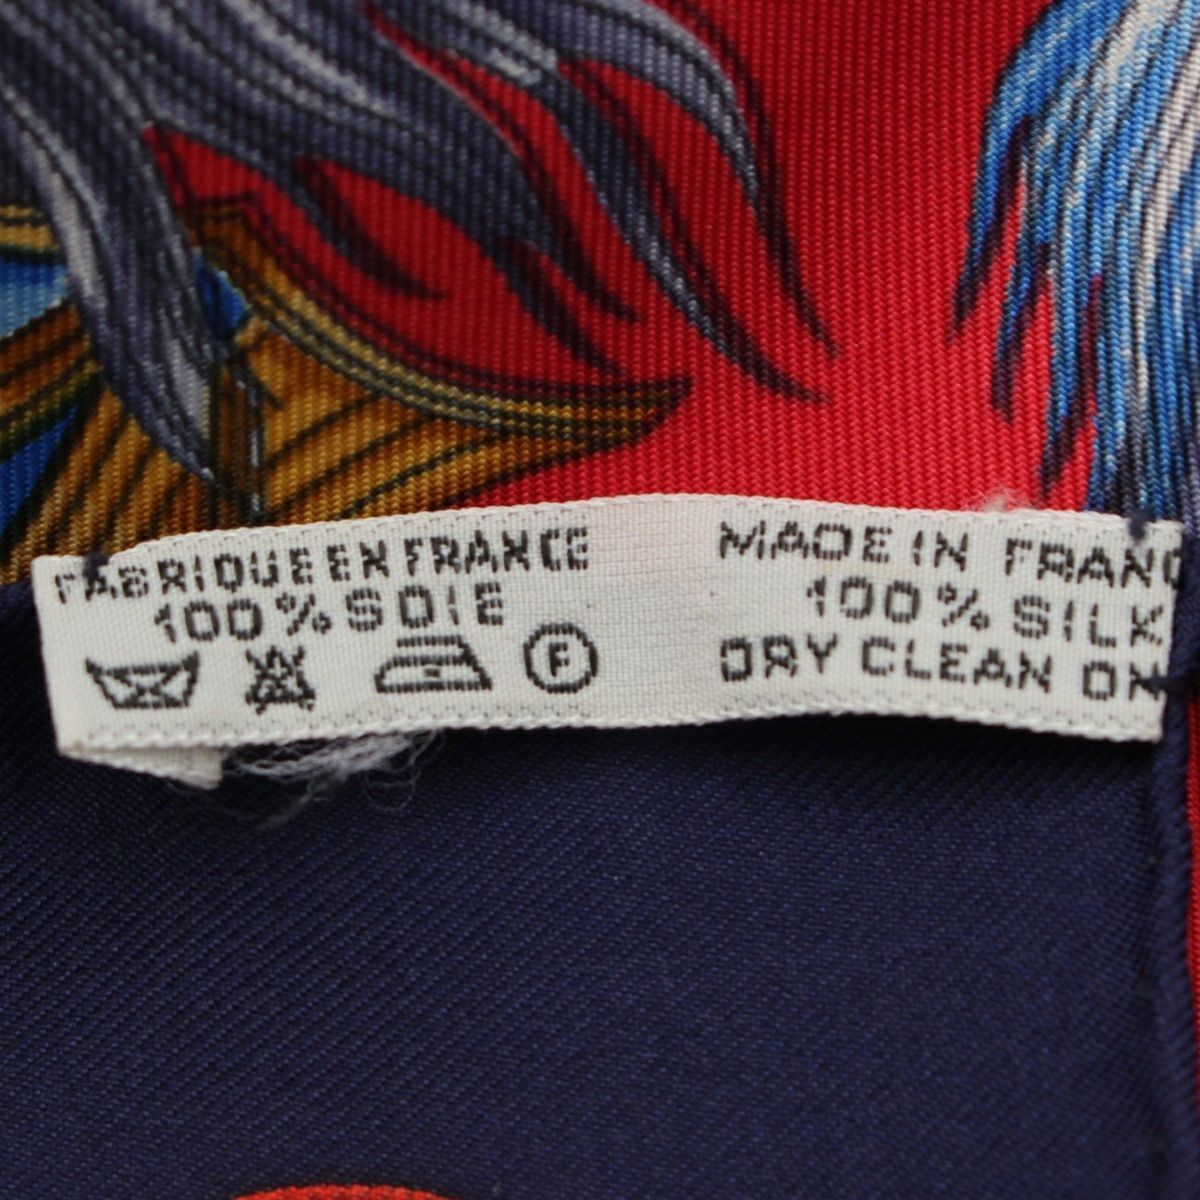 FABRIQUE EN FRANCE
100% SOIE
F
MADE IN FRANC
100% SILK
DRY CLEAN ON